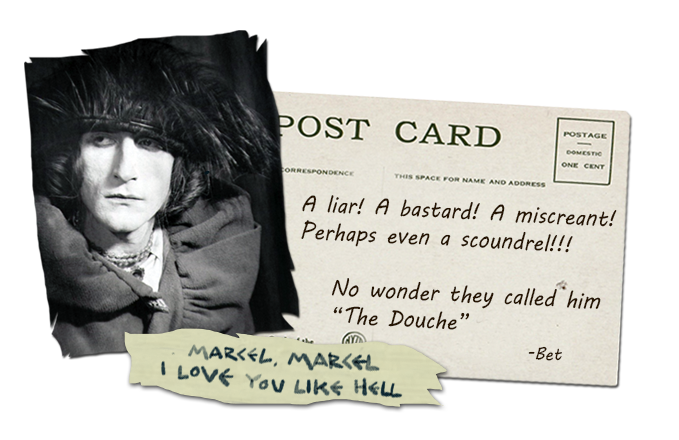 POST CARD
POSTAGE
DOMESTIC
ONE CENT
CORRESPONDENCE
THIS SPACE FOR NAME AND ADDRESS
A liar! A bastard! A miscreant!
Perhaps even a scoundrel!!!
No wonder they called him
“The Douche”
-Bet
MARCEL, MARCEL
I LOVE YOU LIKE HELL